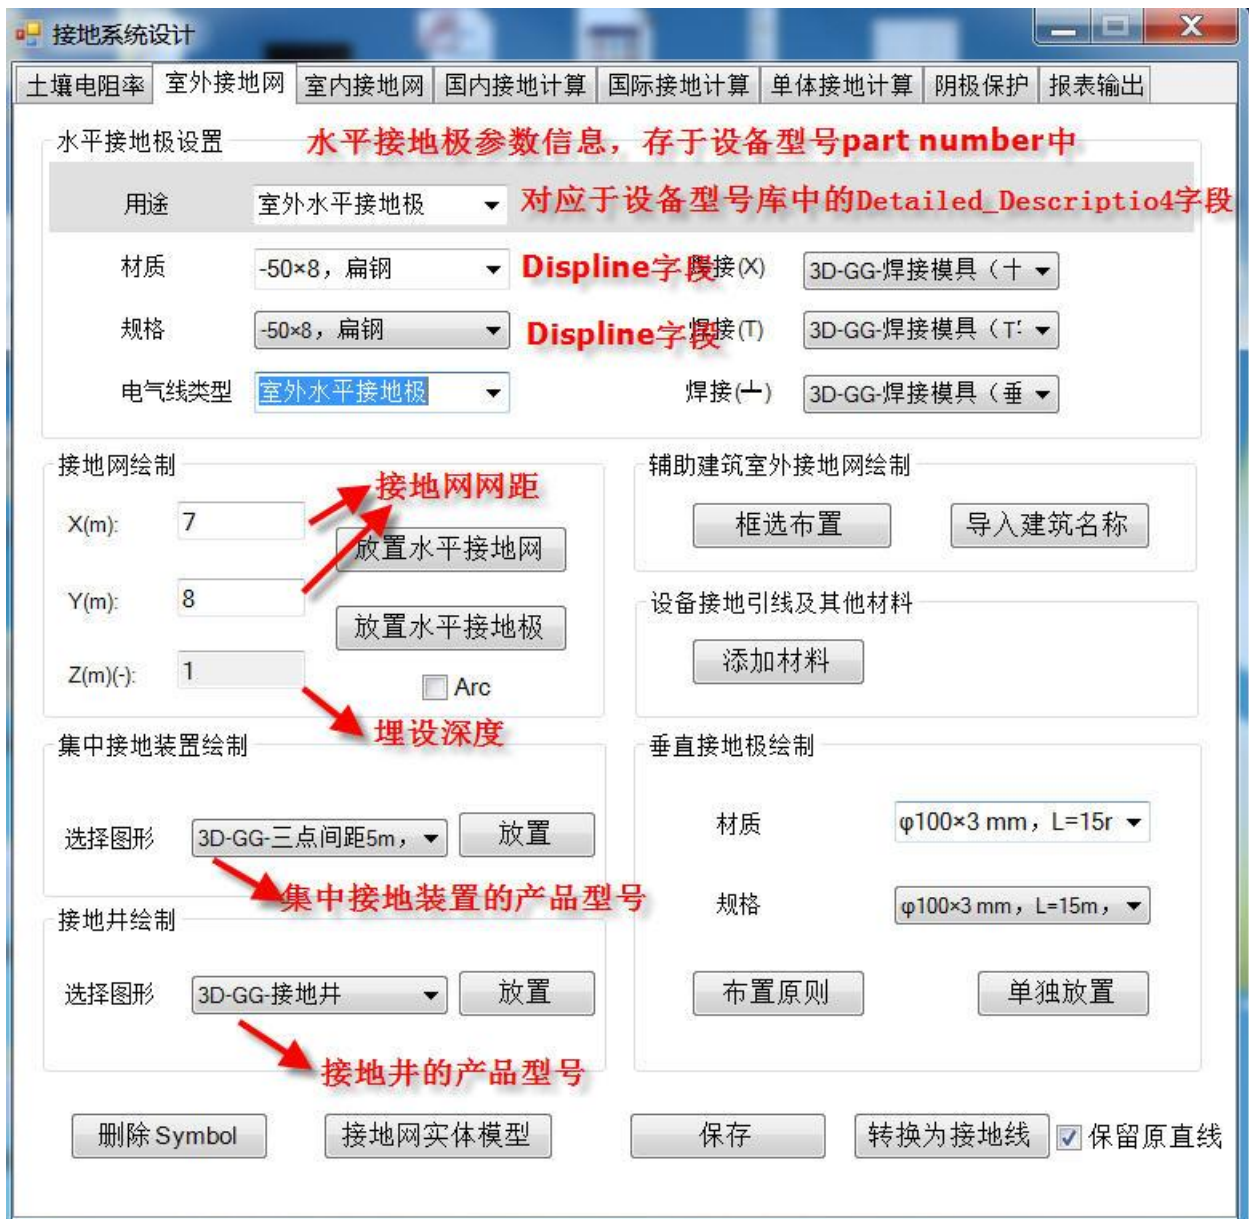 接地系统设计
土壤电阻率 室外接地网 室内接地网 国内接地计算 国际接地计算 单体接地计算 阴极保护 报表输出
水平接地极设置 水平接地极参数信息，存于设备型号part number中
用途 室外水平接地极 对应于设备型号库中的Detailed_Descriptio4字段
材质 -50×8，扁钢 Displine字段 焊接(X) 3D-GG-焊接模具（十
规格 -50×8，扁钢 Displine字段 焊接(T) 3D-GG-焊接模具（T
电气线类型 室外水平接地极 焊接(┴) 3D-GG-焊接模具（垂
接地网绘制 接地网网距 辅助建筑室外接地网绘制
X(m): 7 放置水平接地网 框选布置 导入建筑名称
Y(m): 8 放置水平接地极 设备接地引线及其他材料
Z(m)(-): 1 Arc 添加材料
埋设深度
集中接地装置绘制 垂直接地极绘制
选择图形 3D-GG-三点间距5m， 放置 材质 φ100×3 mm，L=15
集中接地装置的产品型号 规格 φ100×3 mm，L=15m，
接地井绘制
选择图形 3D-GG-接地井 放置 布置原则 单独放置
接地井的产品型号
删除Symbol 接地网实体模型 保存 转换为接地线 保留原直线